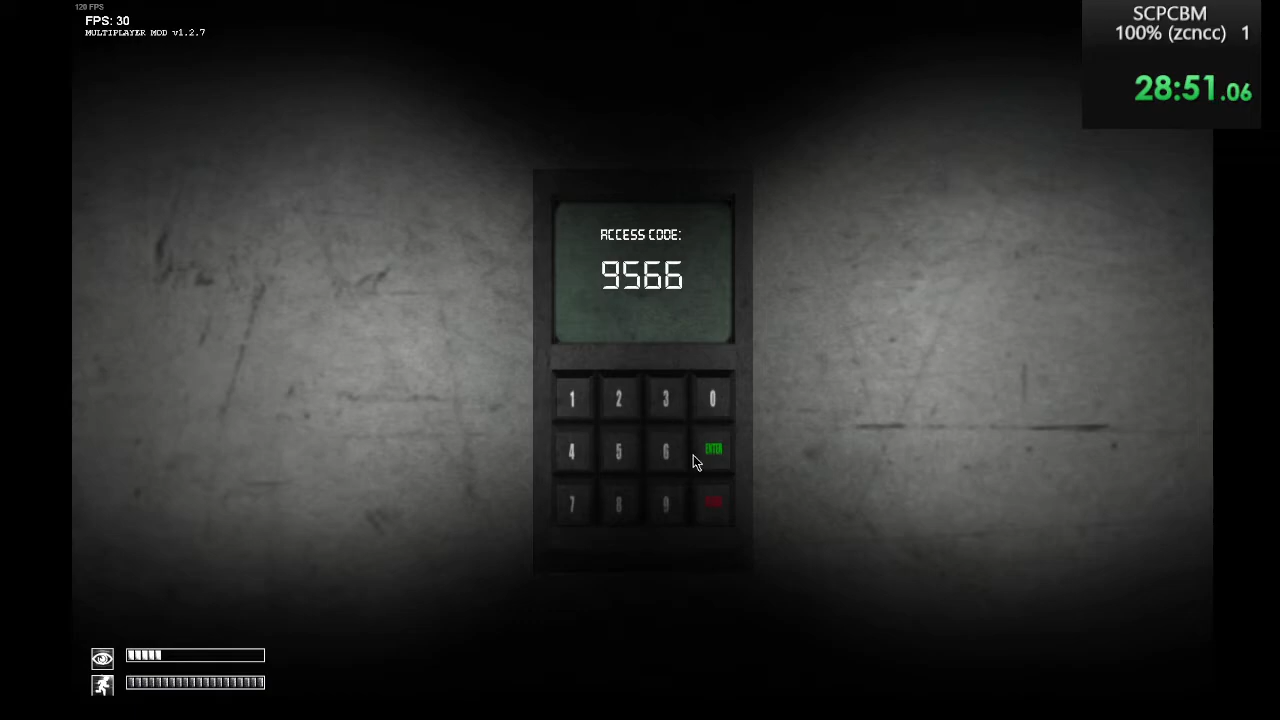 120 FPS
FPS: 30
MULTIPLAYER MOD v1.2.7
SCPCBM
100% (zcncc) 1
28:51.06
ACCESS CODE:
9566
1 2 3 0
4 5 6 ENTER
7 8 9